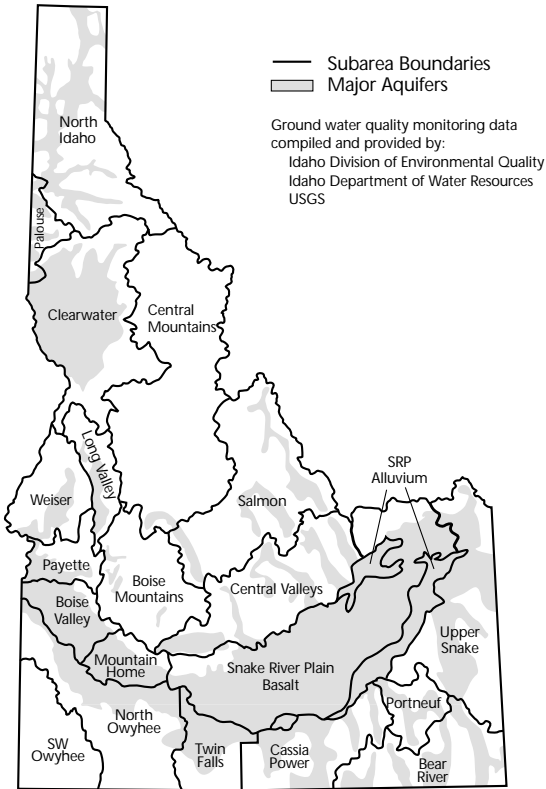 Subarea Boundaries
Major Aquifers
Ground water quality monitoring data
compiled and provided by:
Idaho Division of Environmental Quality
Idaho Department of Water Resources
USGS
North
Idaho
Palouse
Clearwater
Central
Mountains
Long Valley
Weiser
Salmon
SRP
Alluvium
Payette
Boise
Mountains
Central Valleys
Boise
Valley
Upper
Snake
Mountain
Home
Snake River Plain
Basalt
Portneuf
North
Owyhee
SW
Owyhee
Twin
Falls
Cassia
Power
Bear
River